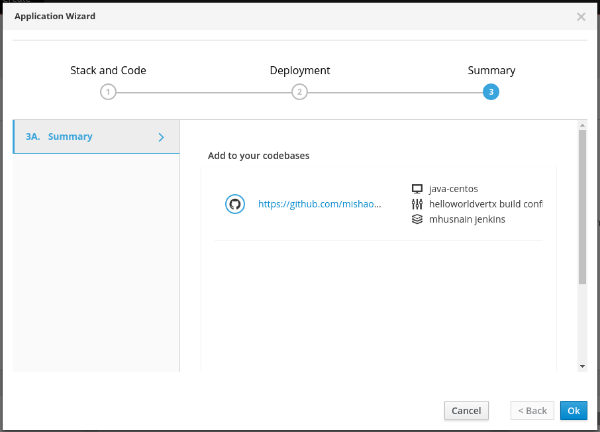 Application Wizard
Stack and Code
Deployment
Summary
1
2
3
3A. Summary
Add to your codebases
https://github.com/mishao...
java-centos
helloworldvertx build confi
mhusnain jenkins
Cancel
< Back
Ok